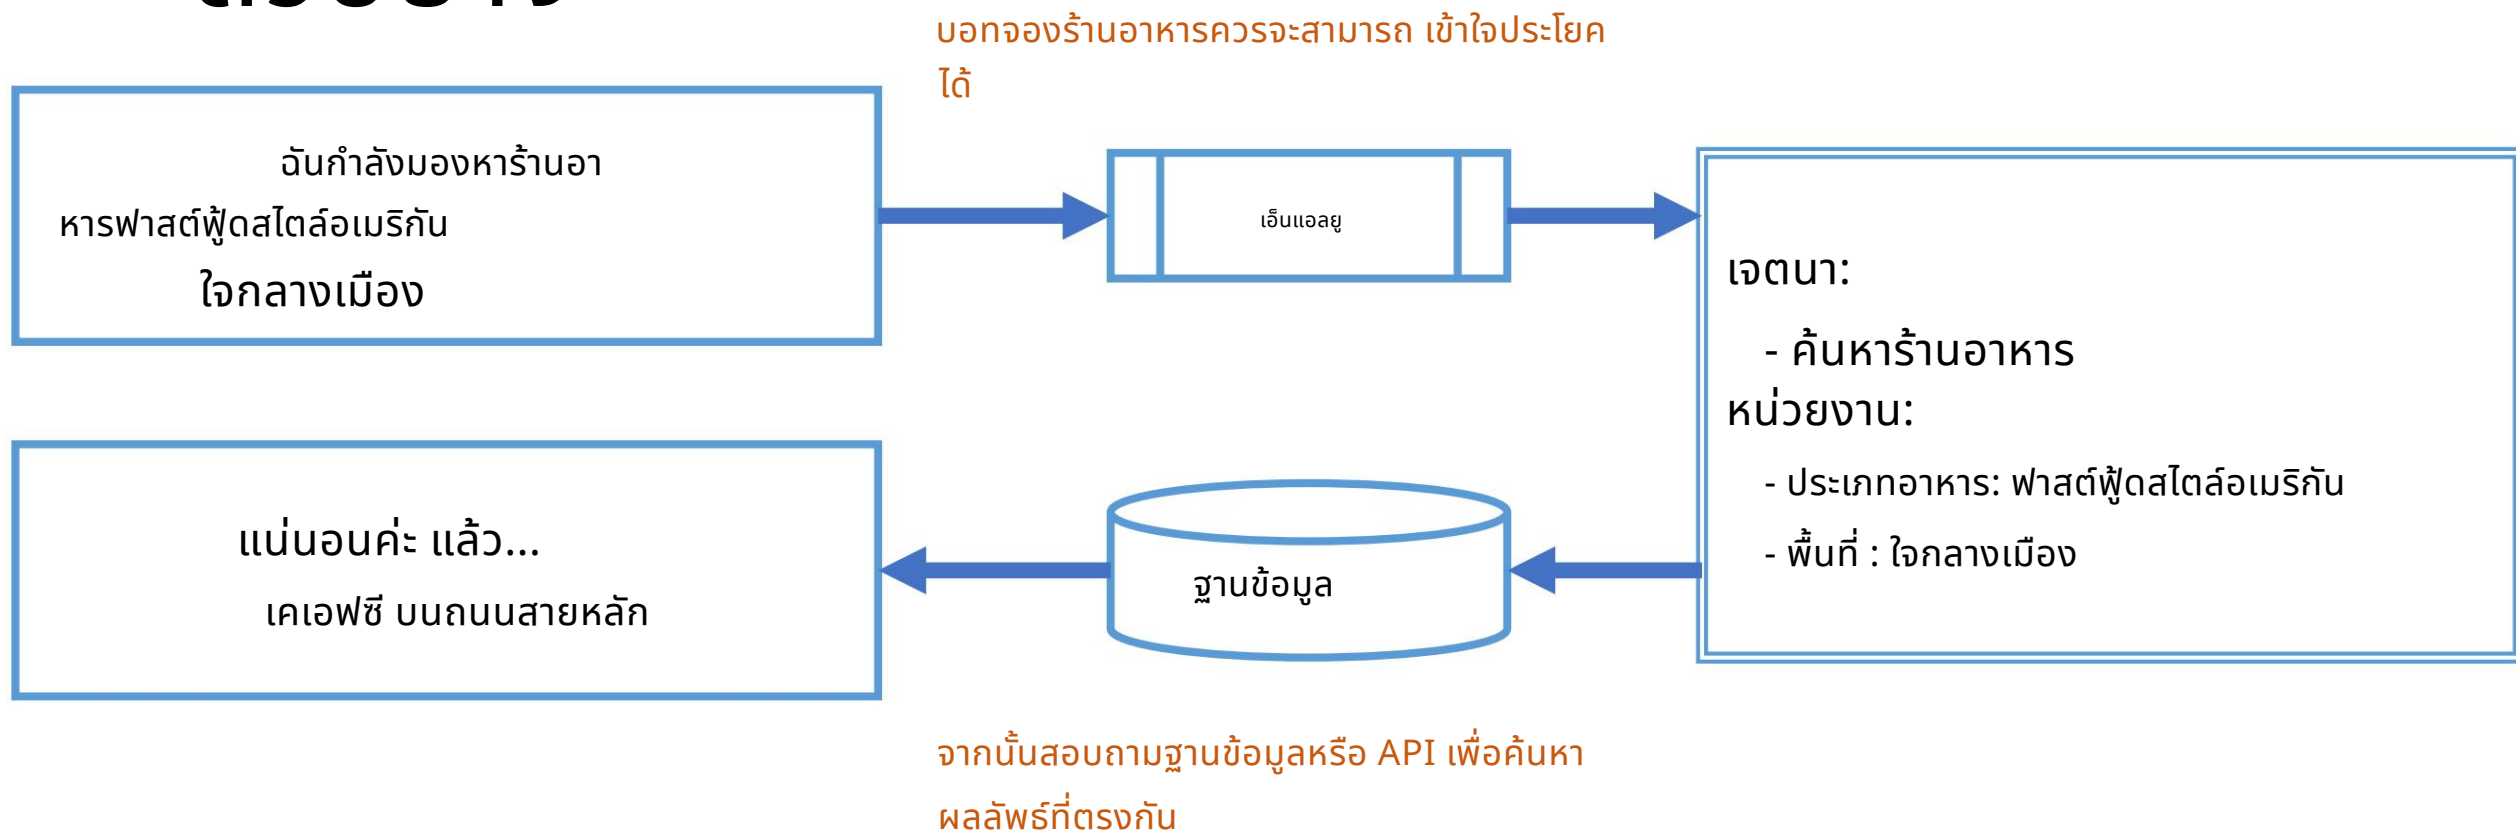 บอทจองร้านอาหารควรจะสามารถ เข้าใจประโยค
ได้
ฉันกำลังมองหาร้านอา
หารฟาสต์ฟู้ดสไตล์อเมริกัน
ใจกลางเมือง
เอ็นแอลยู
เจตนา:
- ค้นหาร้านอาหาร
หน่วยงาน:
- ประเภทอาหาร: ฟาสต์ฟู้ดสไตล์อเมริกัน
- พื้นที่ : ใจกลางเมือง
ฐานข้อมูล
แน่นอนค่ะ แล้ว...
เคเอฟซี บนถนนสายหลัก
จากนั้นสอบถามฐานข้อมูลหรือ API เพื่อค้นหา
ผลลัพธ์ที่ตรงกัน